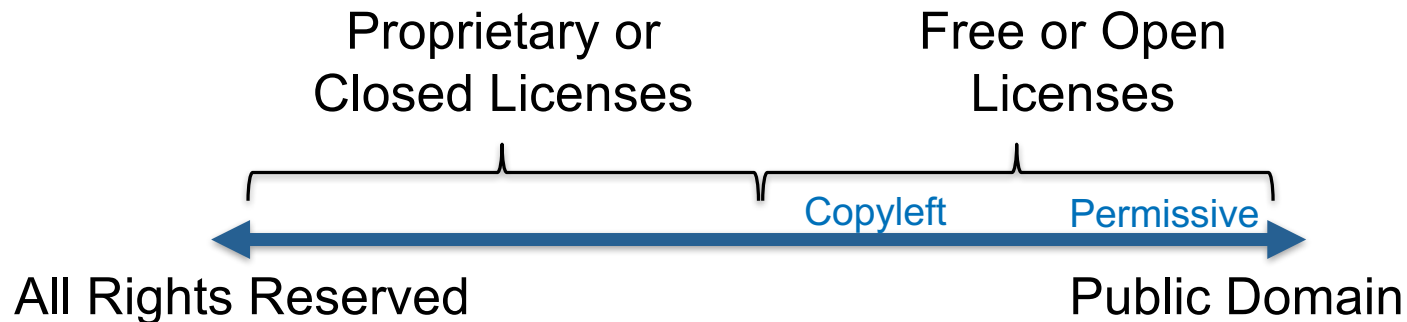 Proprietary or
Closed Licenses
Free or Open
Licenses
Copyleft
Permissive
All Rights Reserved
Public Domain